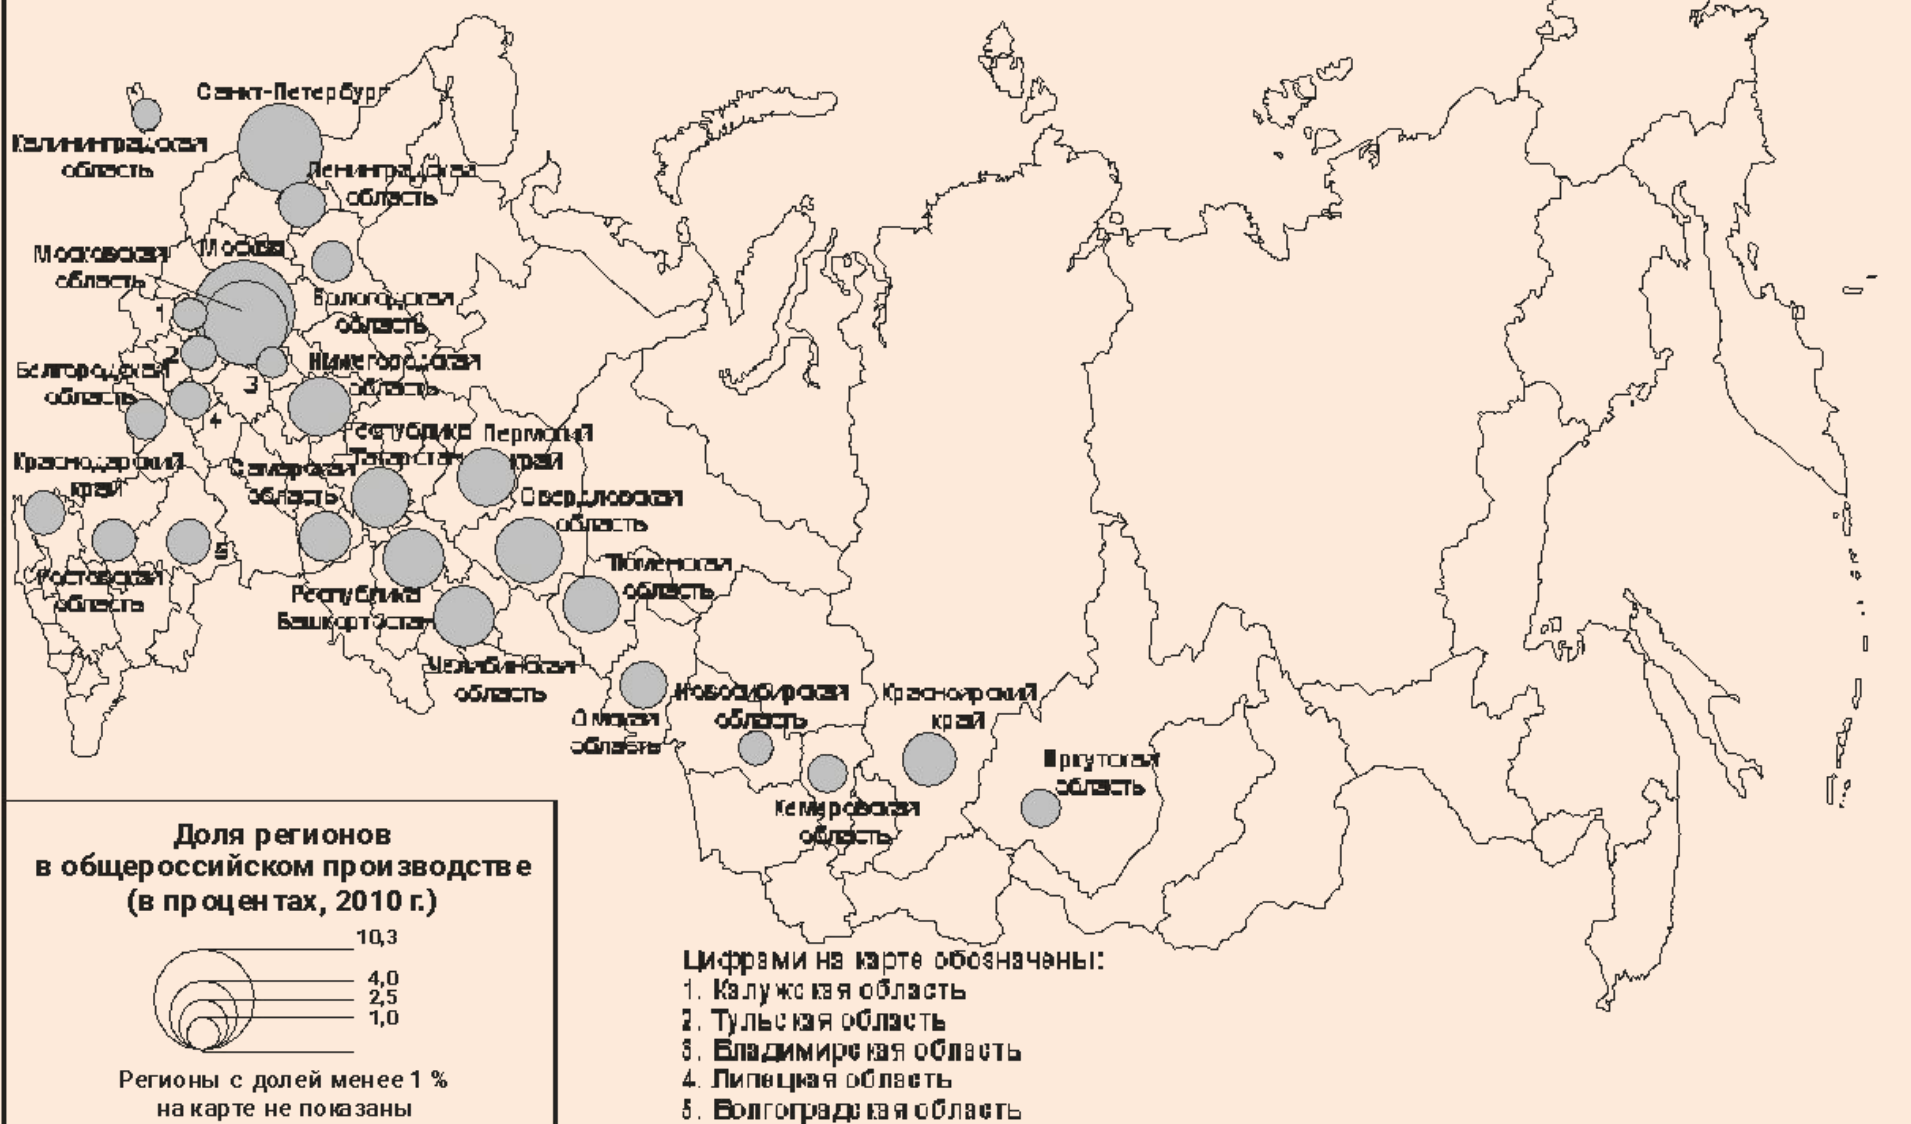 Санкт-Петербург
Калининградская
область
Ленинградская
область
Московская
область
Москва
Вологодская
область
1
2
3
4
5
Белгородская
область
Нижегородская
область
Республика
Татарстан
Пермский
край
Краснодарский
край
Самарская
область
Свердловская
область
Ростовская
область
Республика
Башкортостан
Тюменская
область
Челябинская
область
Омская
область
Новосибирская
область
Красноярский
край
Кемеровская
область
Иркутская
область
Доля регионов
в общероссийском производстве
(в процентах, 2010 г.)
10,3
4,0
2,5
1,0
Регионы с долей менее 1 %
на карте не показаны
Цифрами на карте обозначены:
1. Калужская область
2. Тульская область
3. Владимирская область
4. Липецкая область
5. Волгоградская область